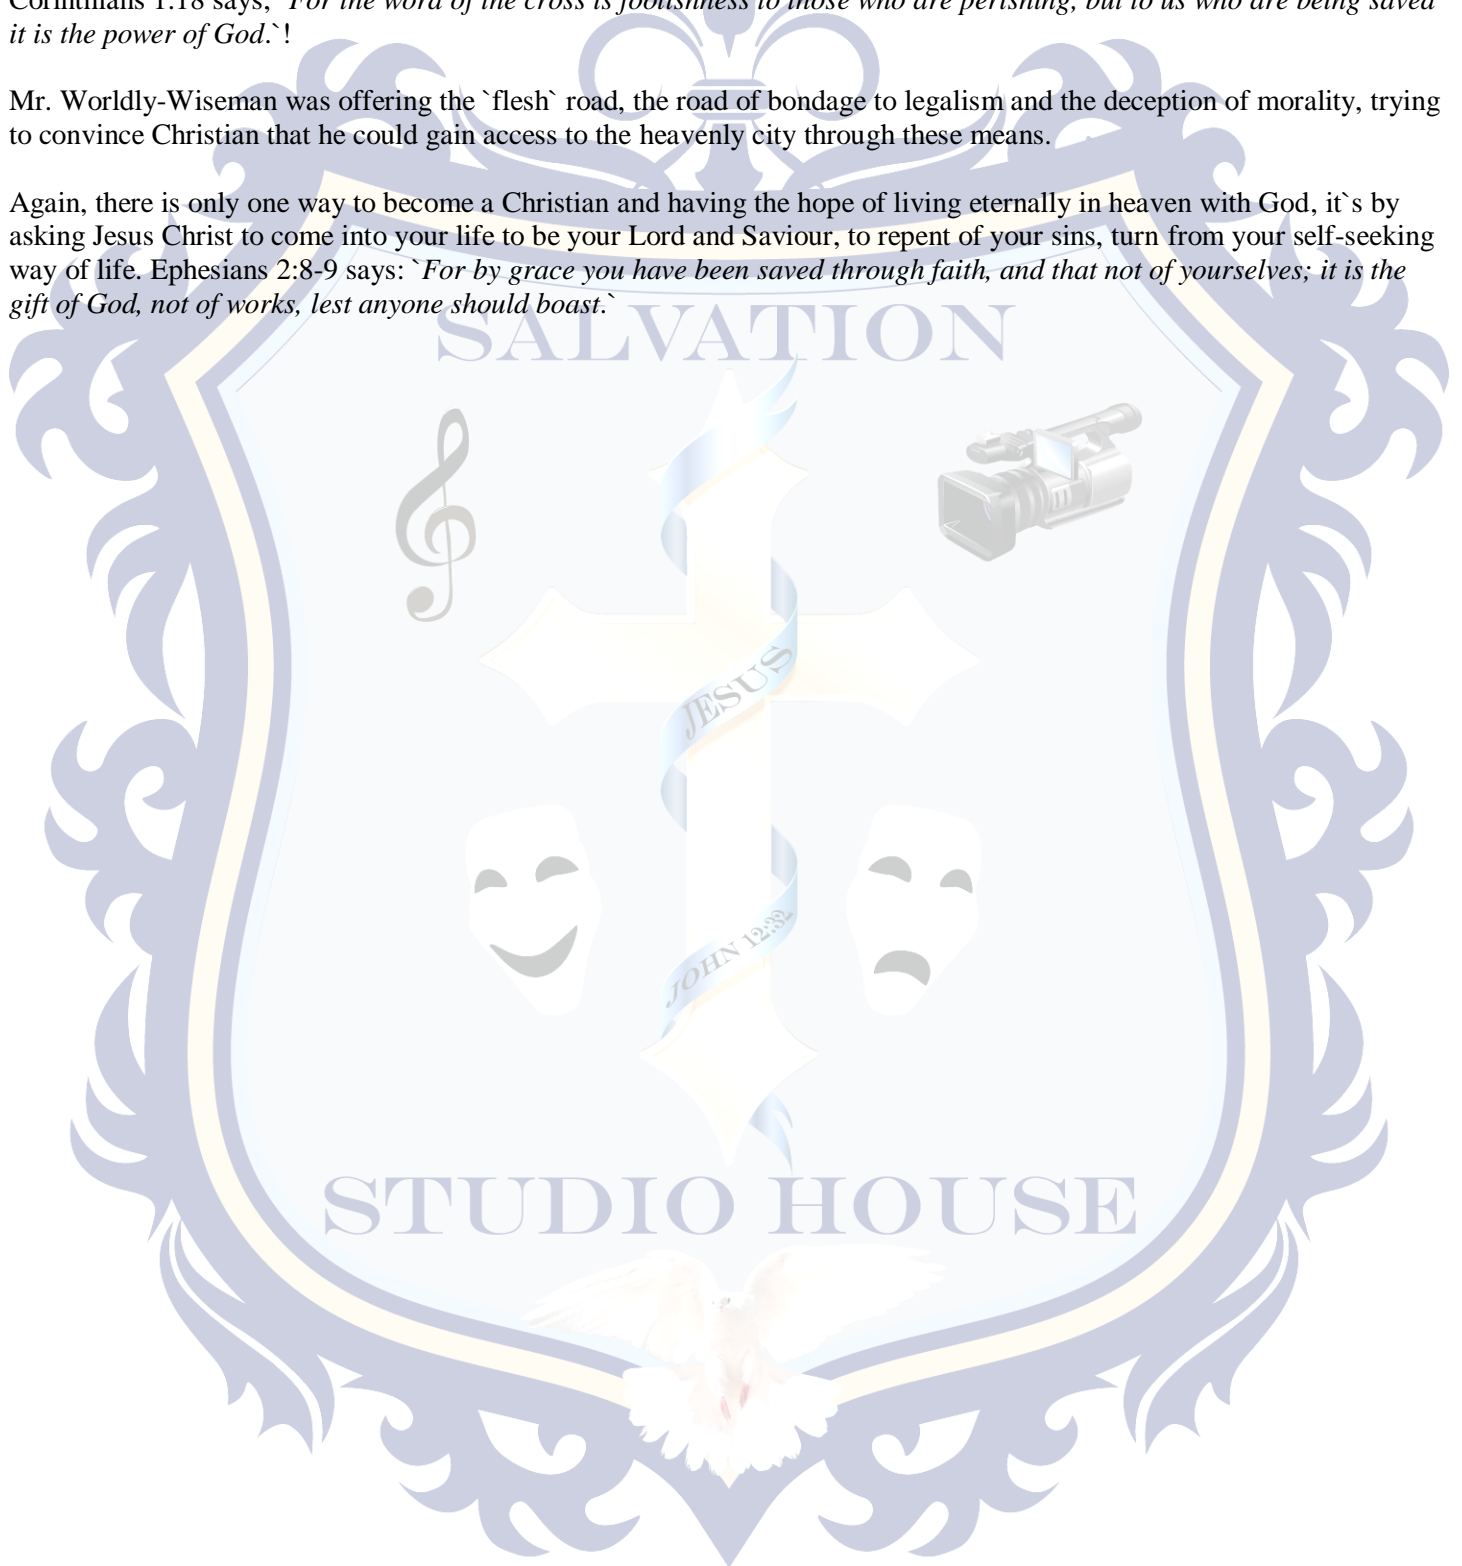 Corinthians 1:18 says, `For the word of the cross is foolishness to those who are perishing, but to us who are being saved
it is the power of God.`!
Mr. Worldly-Wiseman was offering the `flesh` road, the road of bondage to legalism and the deception of morality, trying
to convince Christian that he could gain access to the heavenly city through these means.
Again, there is only one way to become a Christian and having the hope of living eternally in heaven with God, it`s by
asking Jesus Christ to come into your life to be your Lord and Saviour, to repent of your sins, turn from your self-seeking
way of life. Ephesians 2:8-9 says: `For by grace you have been saved through faith, and that not of yourselves; it is the
gift of God, not of works, lest anyone should boast.`
SALVATION
JESUS
JOHN 12:32
STUDIO HOUSE